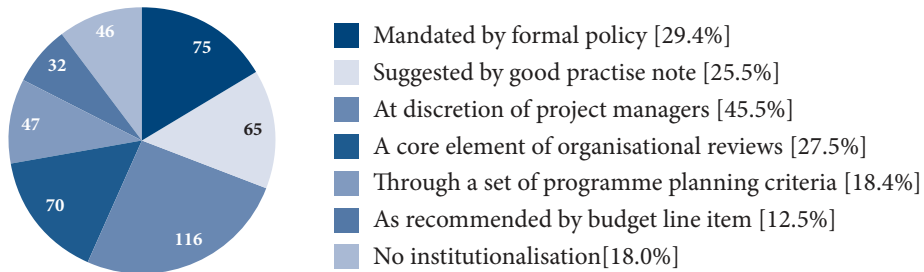 46
75
32
65
47
70
116
Mandated by formal policy [29.4%]
Suggested by good practise note [25.5%]
At discretion of project managers [45.5%]
A core element of organisational reviews [27.5%]
Through a set of programme planning criteria [18.4%]
As recommended by budget line item [12.5%]
No institutionalisation[18.0%]